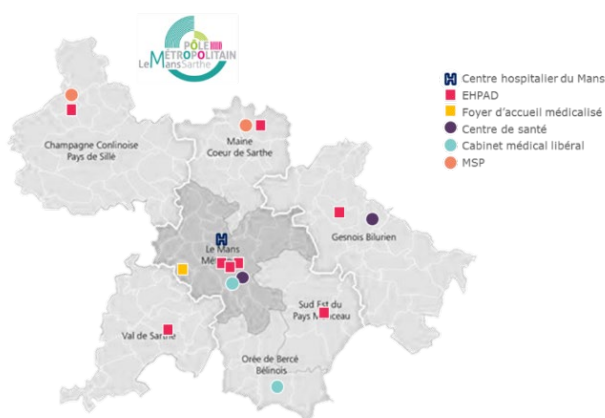 PÔLE
MÉTROPOLITAIN
Le Mans Sarthe
Centre hospitalier du Mans
EHPAD
Foyer d'accueil médicalisé
Centre de santé
Cabinet médical libéral
MSP
Champagne Conlinoise
Pays de Sillé
Maine
Coeur de Sarthe
Gesnois Bilurien
Le Mans
Val de Sarthe
Sud Est du
Pays Manceau
Orée de Bercé
Bélinois